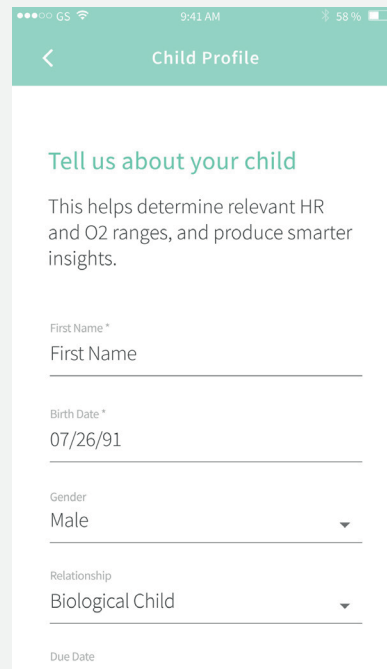 GS 9:41 AM 58 %
Child Profile
Tell us about your child
This helps determine relevant HR
and O2 ranges, and produce smarter
insights.
First Name *
First Name
Birth Date *
07/26/91
Gender
Male
Relationship
Biological Child
Due Date